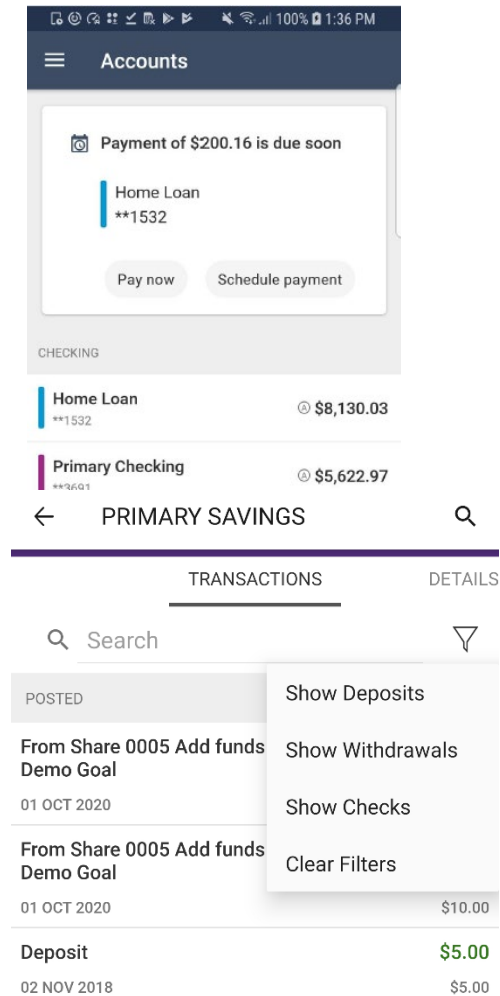 100% 1:36 PM
Accounts
Payment of $200.16 is due soon
Home Loan
**1532
Pay now Schedule payment
CHECKING
Home Loan
**1532
$8,130.03
Primary Checking
**3691
$5,622.97
PRIMARY SAVINGS
TRANSACTIONS DETAILS
Search
POSTED
Show Deposits
Show Withdrawals
Show Checks
Clear Filters
From Share 0005 Add funds
Demo Goal
01 OCT 2020
From Share 0005 Add funds
Demo Goal
01 OCT 2020 $10.00
Deposit $5.00
02 NOV 2018 $5.00